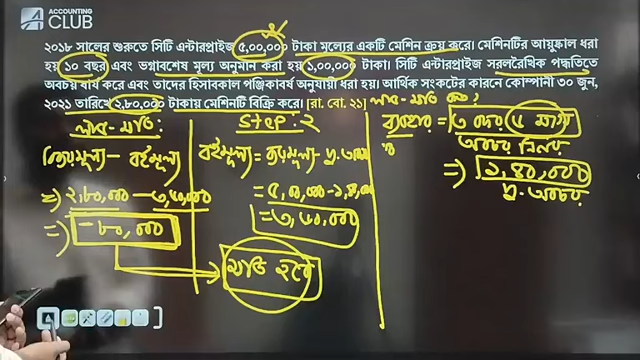 ACCOUNTING
CLUB
২০১৮ সালের শুরুতে সিটি এন্টারপ্রাইজ ৫,০০,০০০ টাকা মূল্যের একটি মেশিন ক্রয় করে। মেশিনটির আয়ুষ্কাল ধরা
হয় ১০ বছর এবং ভগ্নাবশেষ মূল্য অনুমান করা হয় ১,০০,০০০ টাকা। সিটি এন্টারপ্রাইজ সরলরৈখিক পদ্ধতিতে
অবচয় ধার্য করে এবং তাদের হিসাবকাল পঞ্জিকাবর্ষ অনুযায়ী ধরা হয়। আর্থিক সংকটের কারনে কোম্পানী ৩০ জুন,
২০২১ তারিখে ২,৮০,০০০ টাকায় মেশিনটি বিক্রি করে। [রা. বো. ২১] লাভ-ক্ষতি কত?
লাভ-ক্ষতি
বিক্রয়মূল্য - বইমূল্য
=> ২,৮০,০০০ - ৩,৬০,০০০
=> -৮০,০০০
Step: ২
বইমূল্য = ক্রয়মূল্য - পু. অবচয়
= ৫,০০,০০০-১,৪০,০০০
= ৩,৬০,০০০
ক্ষতি হবে
ব্যবহার = ৩ বছর ৬ মাস
অবচয়
=> ১,৪০,০০০
পু. অবচয়